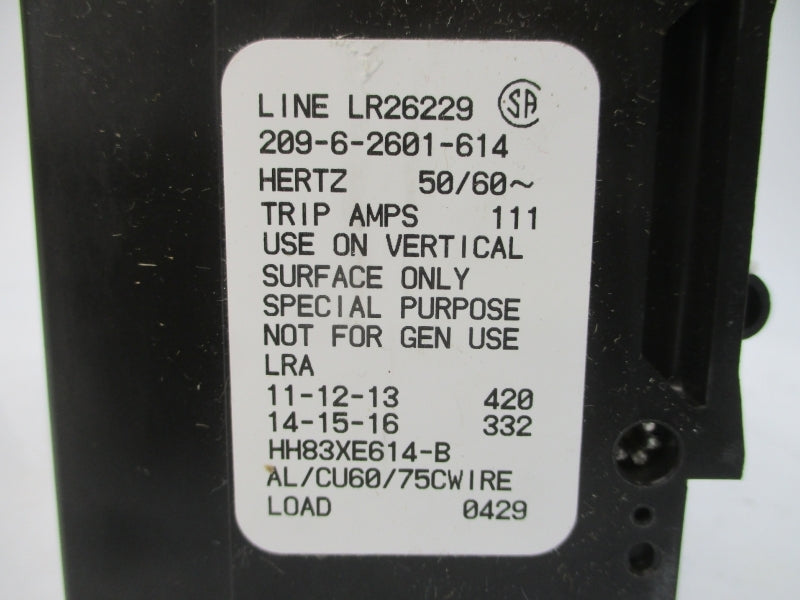 LINE LR26229 SA
209-6-2601-614
HERTZ 50/60~
TRIP AMPS 111
USE ON VERTICAL
SURFACE ONLY
SPECIAL PURPOSE
NOT FOR GEN USE
LRA
11-12-13 420
14-15-16 332
HH83XE614-B
AL/CU60/75CWIRE
LOAD 0429